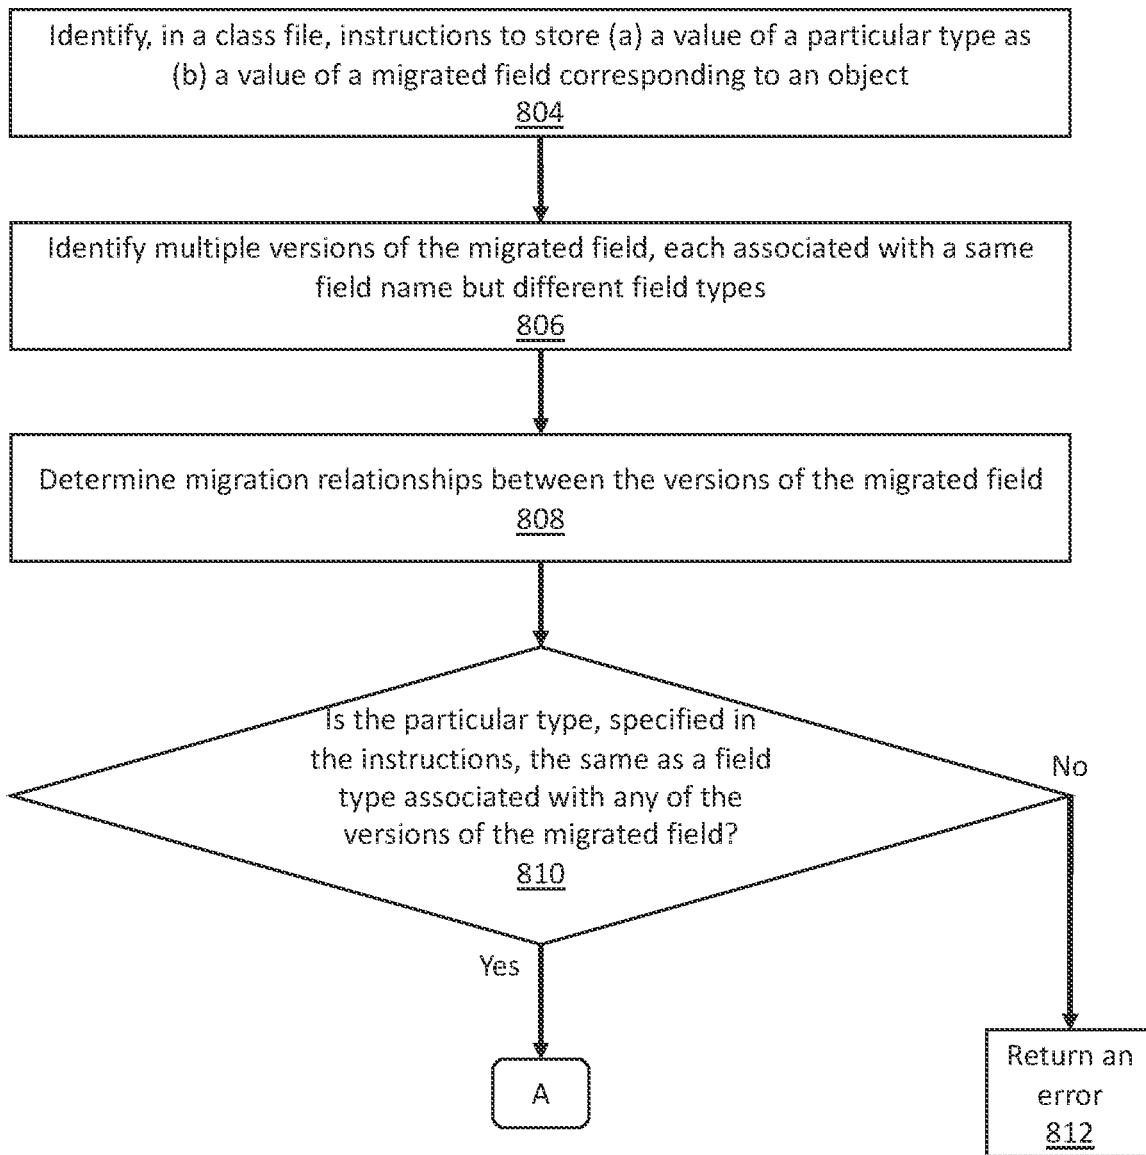 Identify, in a class file, instructions to store (a) a value of a particular type as
(b) a value of a migrated field corresponding to an object
804
Identify multiple versions of the migrated field, each associated with a same
field name but different field types
806
Determine migration relationships between the versions of the migrated field
808
Is the particular type, specified in
the instructions, the same as a field
type associated with any of the
versions of the migrated field?
810
No
Yes
A
Return an
error
812